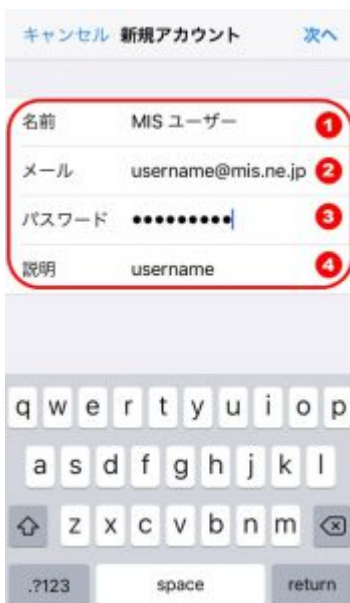 キャンセル 新規アカウント 次へ
名前 MIS ユーザー 1
メール username@mis.ne.jp 2
パスワード ●●●●●●●●● 3
説明 username 4
q w e r t y u i o p
a s d f g h j k l
z x c v b n m
.?123 space return